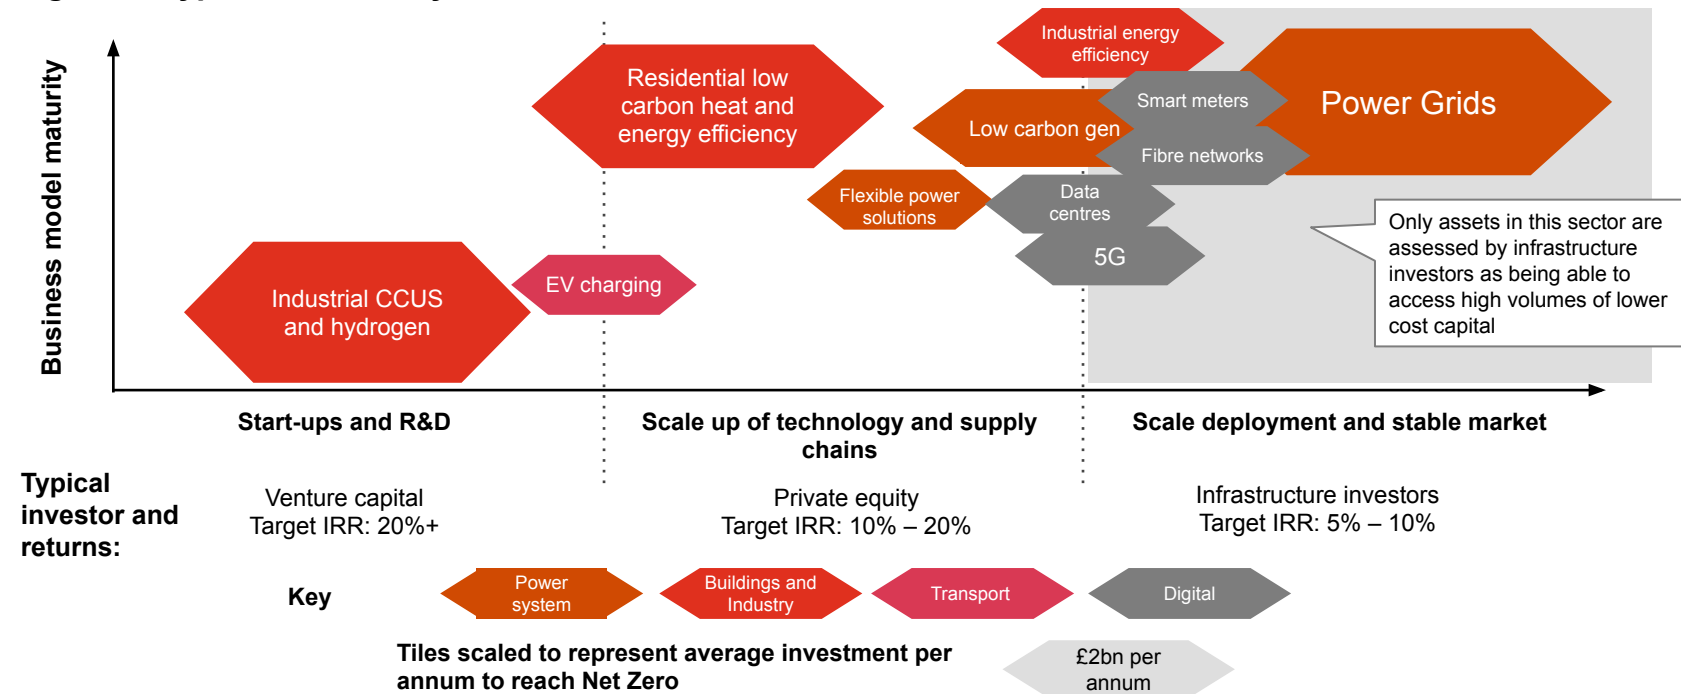 Business model maturity
Industrial energy
efficiency
Residential low
carbon heat and
energy efficiency
Smart meters
Power Grids
Low carbon gen
Fibre networks
Flexible power
solutions
Data
centres
5G
Only assets in this sector are
assessed by infrastructure
investors as being able to
access high volumes of lower
cost capital
Industrial CCUS
and hydrogen
EV charging
Start-ups and R&D
Scale up of technology and supply
chains
Scale deployment and stable market
Typical
investor and
returns:
Venture capital
Target IRR: 20%+
Private equity
Target IRR: 10% – 20%
Infrastructure investors
Target IRR: 5% – 10%
Key
Power
system
Buildings and
Industry
Transport
Digital
Tiles scaled to represent average investment per
annum to reach Net Zero
£2bn per
annum